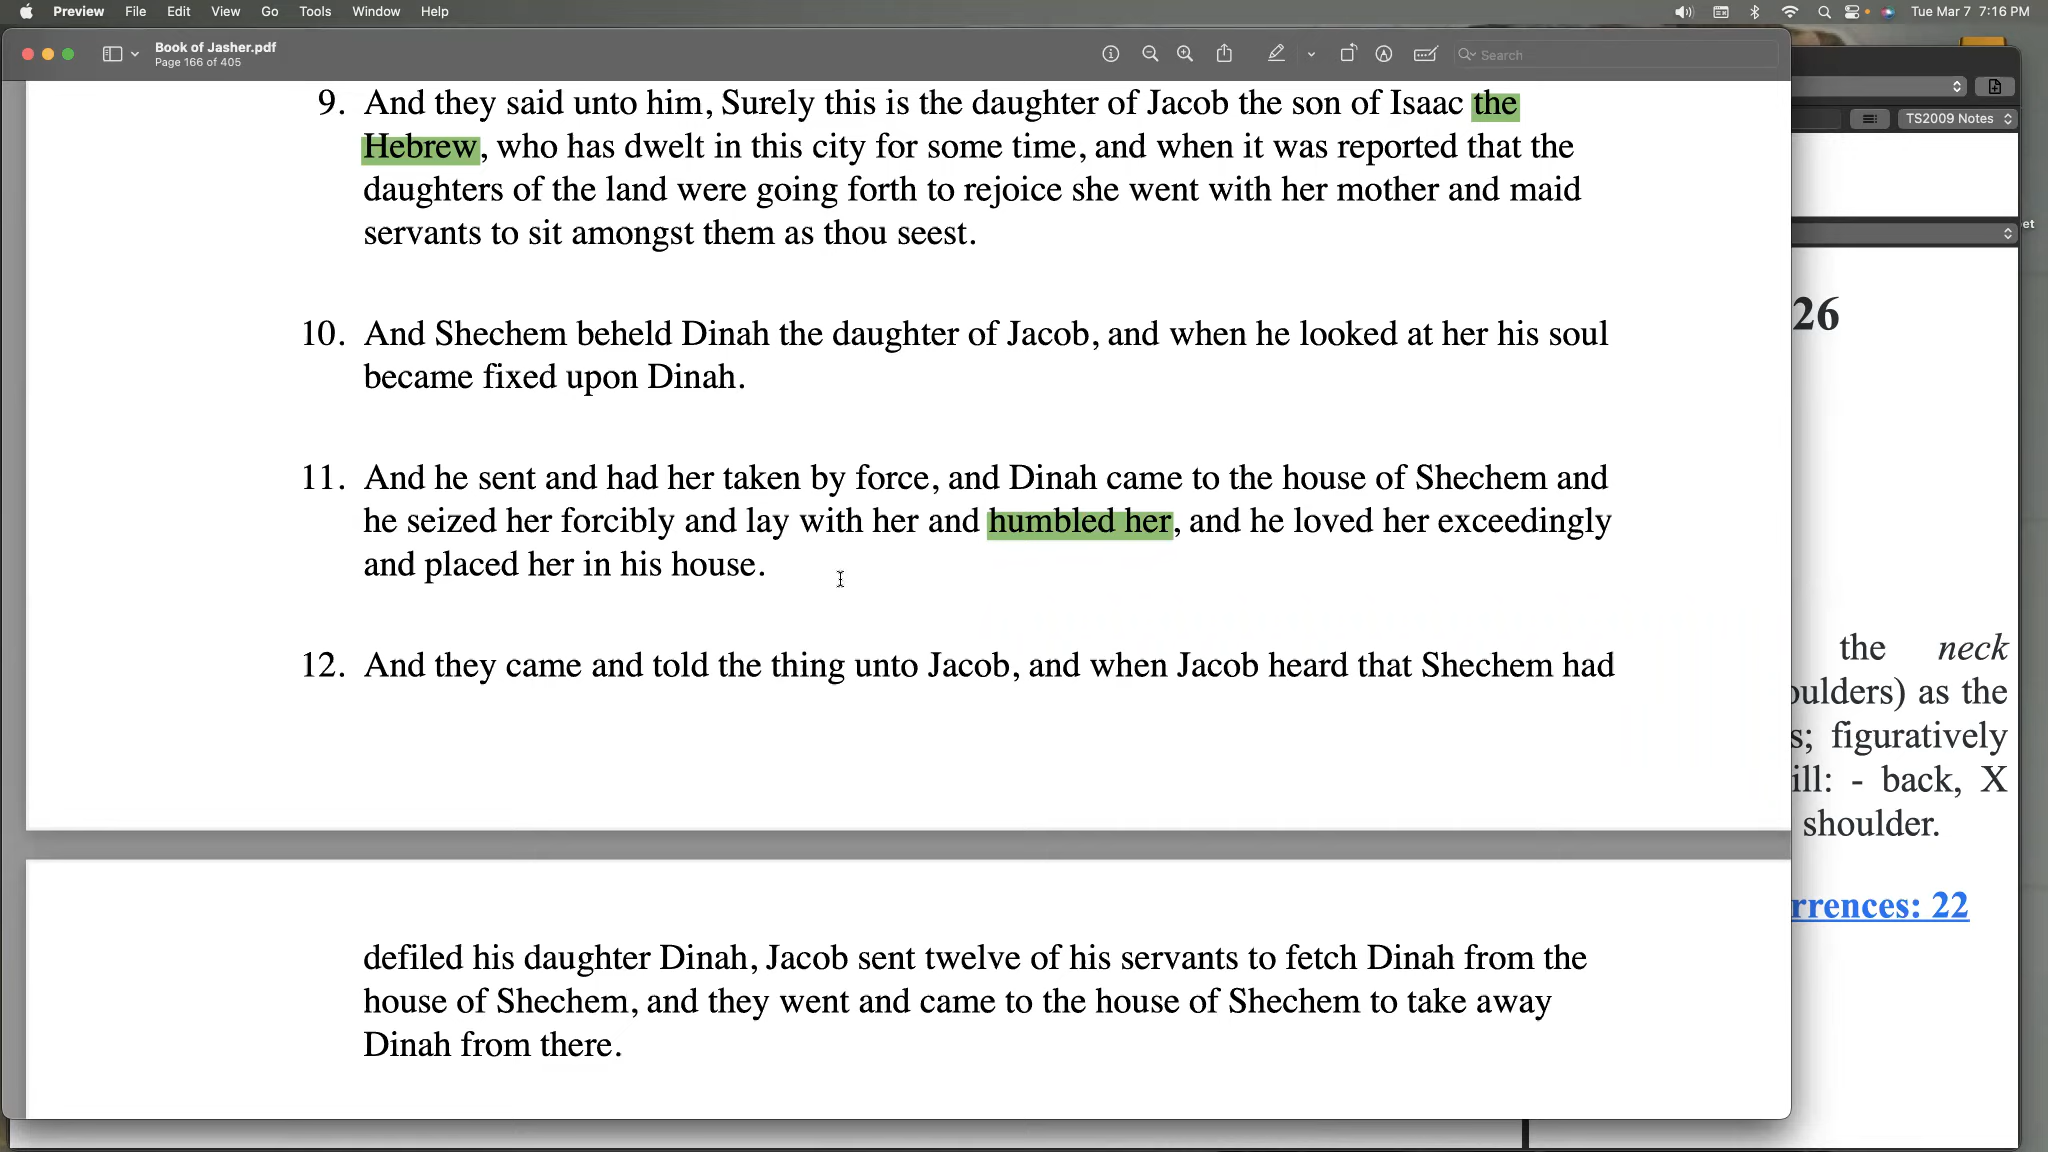 Preview File Edit View Go Tools Window Help Tue Mar 7 7:16 PM
Book of Jasher.pdf
Page 166 of 405
Search
TS2009 Notes
9. And they said unto him, Surely this is the daughter of Jacob the son of Isaac the
Hebrew, who has dwelt in this city for some time, and when it was reported that the
daughters of the land were going forth to rejoice she went with her mother and maid
servants to sit amongst them as thou seest.
et
26
10. And Shechem beheld Dinah the daughter of Jacob, and when he looked at her his soul
became fixed upon Dinah.
11. And he sent and had her taken by force, and Dinah came to the house of Shechem and
he seized her forcibly and lay with her and humbled her, and he loved her exceedingly
and placed her in his house.
12. And they came and told the thing unto Jacob, and when Jacob heard that Shechem had
defiled his daughter Dinah, Jacob sent twelve of his servants to fetch Dinah from the
house of Shechem, and they went and came to the house of Shechem to take away
Dinah from there.
the neck
oulders) as the
s; figuratively
ill: - back, X
shoulder.
rrences: 22